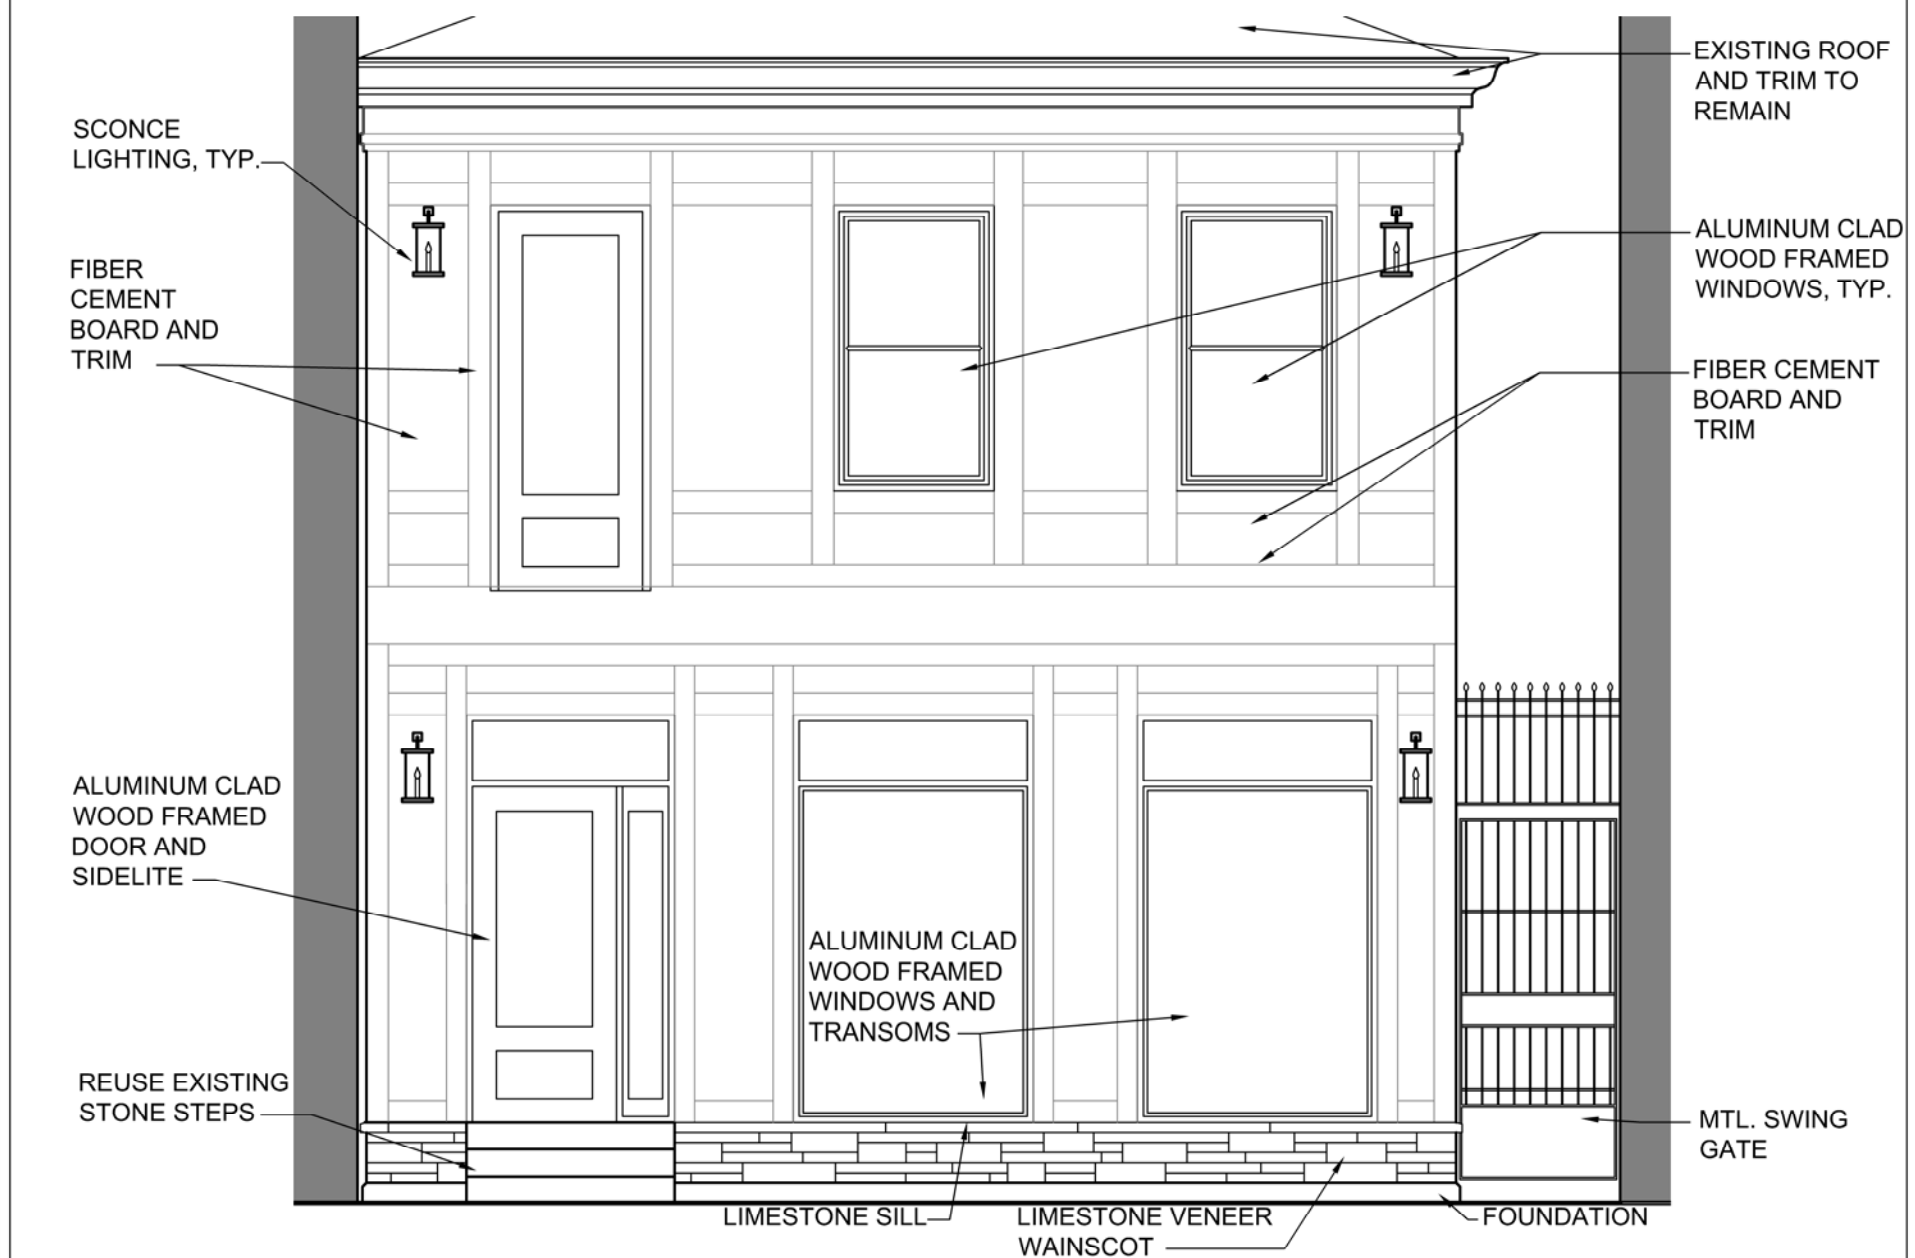 EXISTING ROOF
AND TRIM TO
REMAIN
SCONCE
LIGHTING, TYP.
ALUMINUM CLAD
WOOD FRAMED
WINDOWS, TYP.
FIBER
CEMENT
BOARD AND
TRIM
FIBER CEMENT
BOARD AND
TRIM
ALUMINUM CLAD
WOOD FRAMED
DOOR AND
SIDELITE
ALUMINUM CLAD
WOOD FRAMED
WINDOWS AND
TRANSOMS
REUSE EXISTING
STONE STEPS
MTL. SWING
GATE
LIMESTONE SILL
LIMESTONE VENEER
WAINSCOT
FOUNDATION